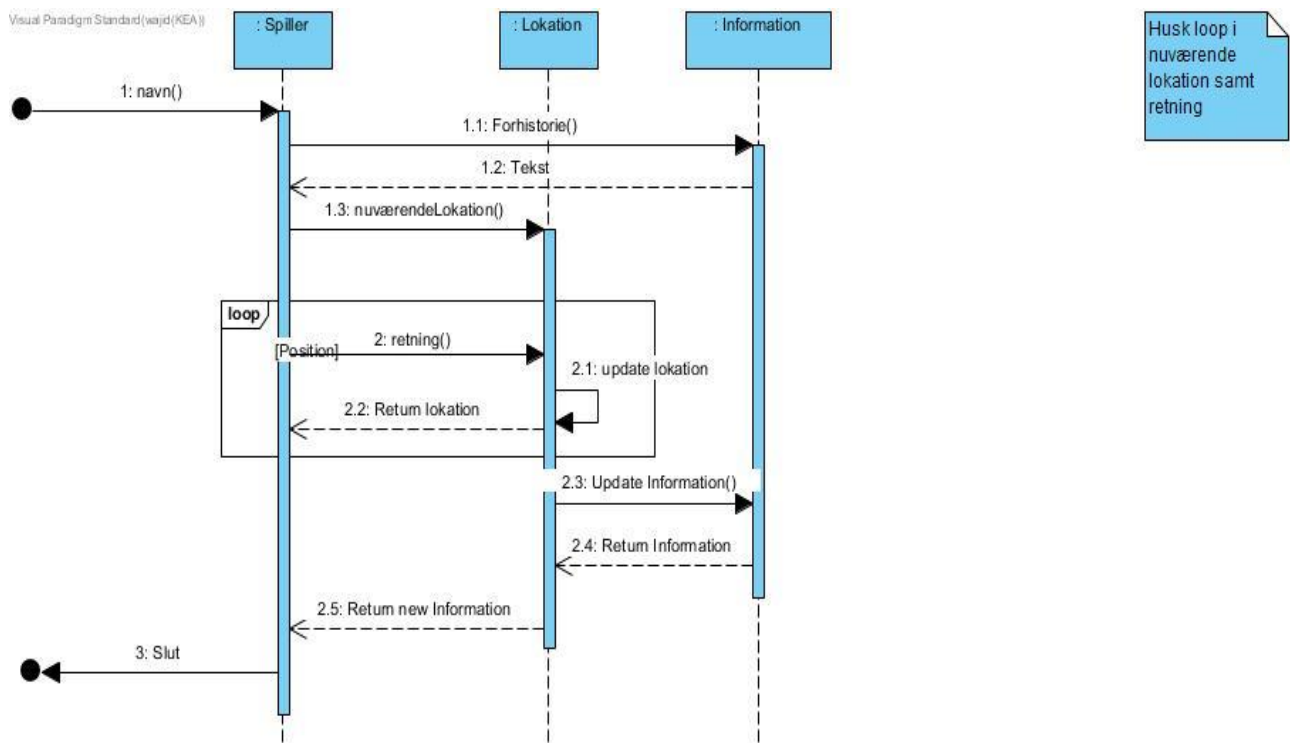 Visual Paradigm Standard(wajid(KEA))
: Spiller
: Lokation
: Information
Husk loop i
nuværende
lokation samt
retning
1: navn()
1.1: Forhistorie()
1.2: Tekst
1.3: nuværendeLokation()
loop
[Position]
2: retning()
2.1: update lokation
2.2: Return lokation
2.3: Update Information()
2.4: Return Information
2.5: Return new Information
3: Slut